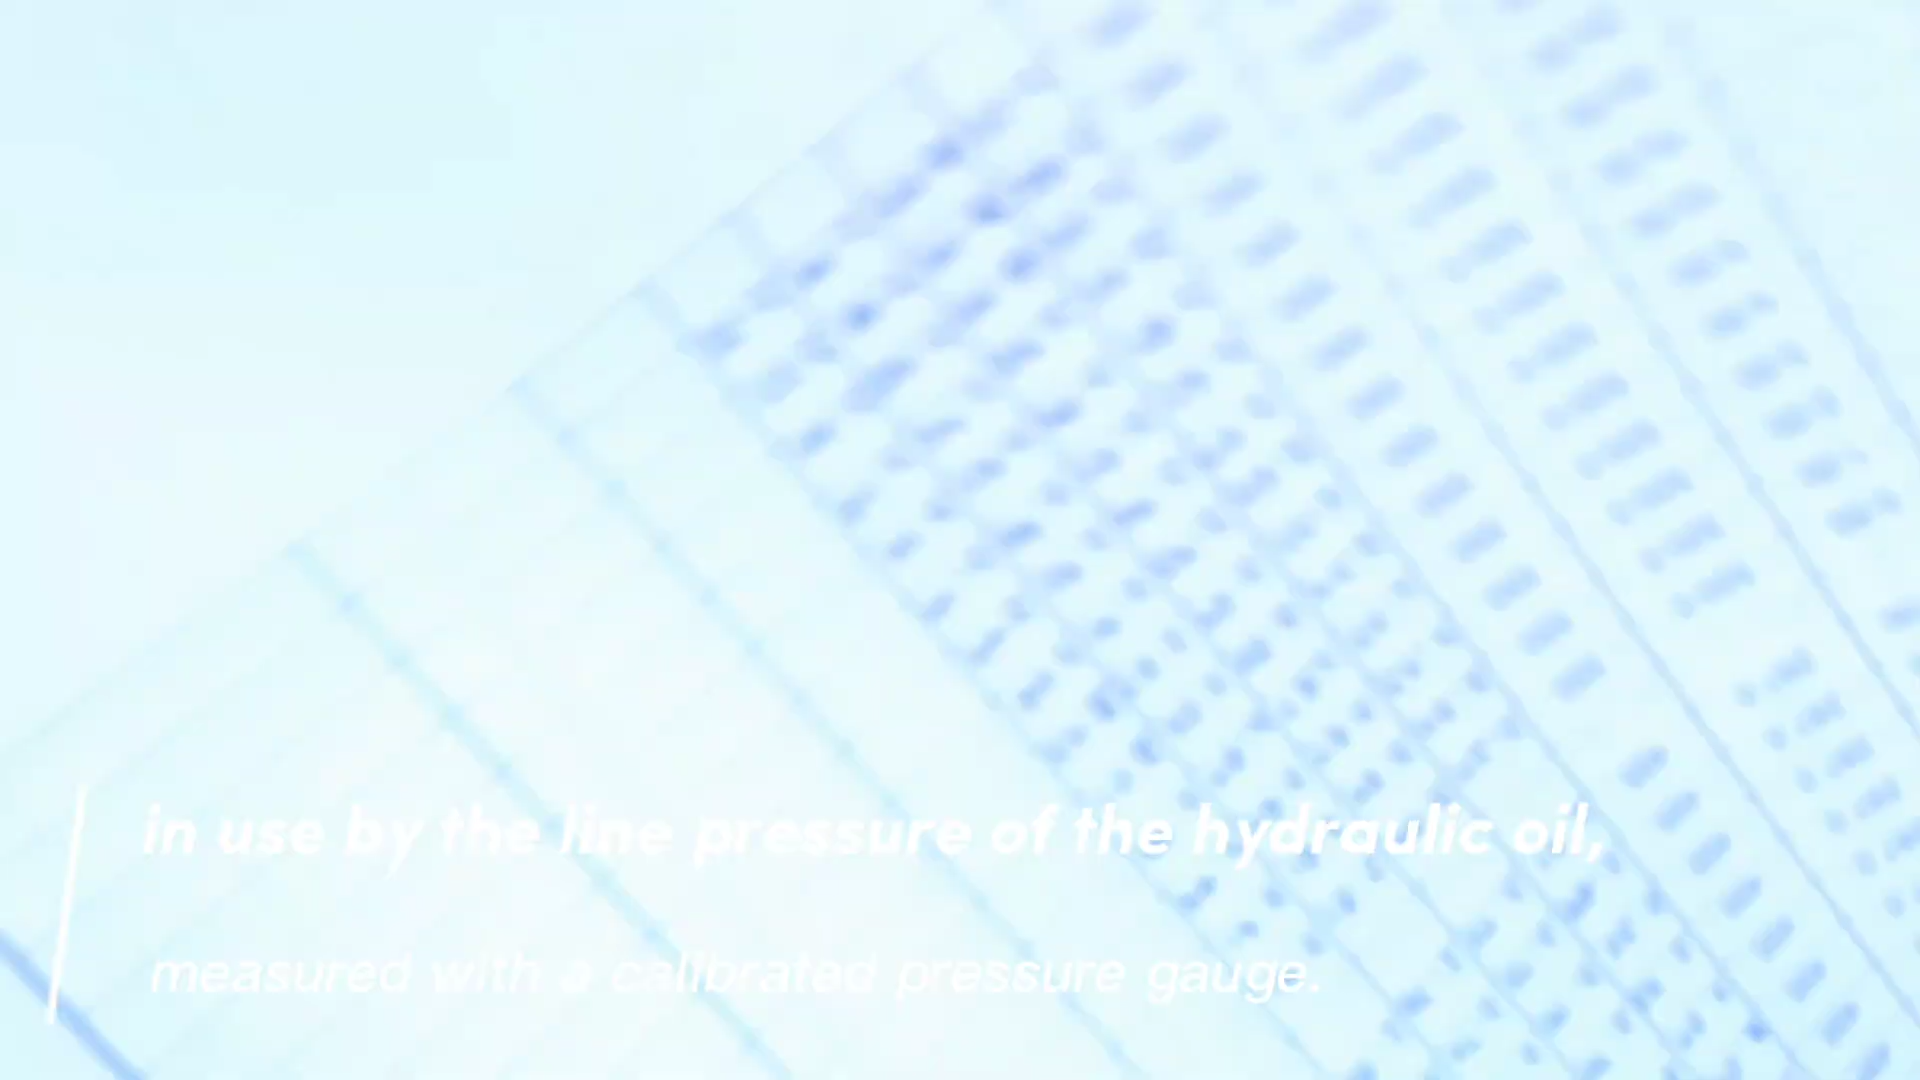 in use by the line pressure of the hydraulic oil,
measured with a calibrated pressure gauge.